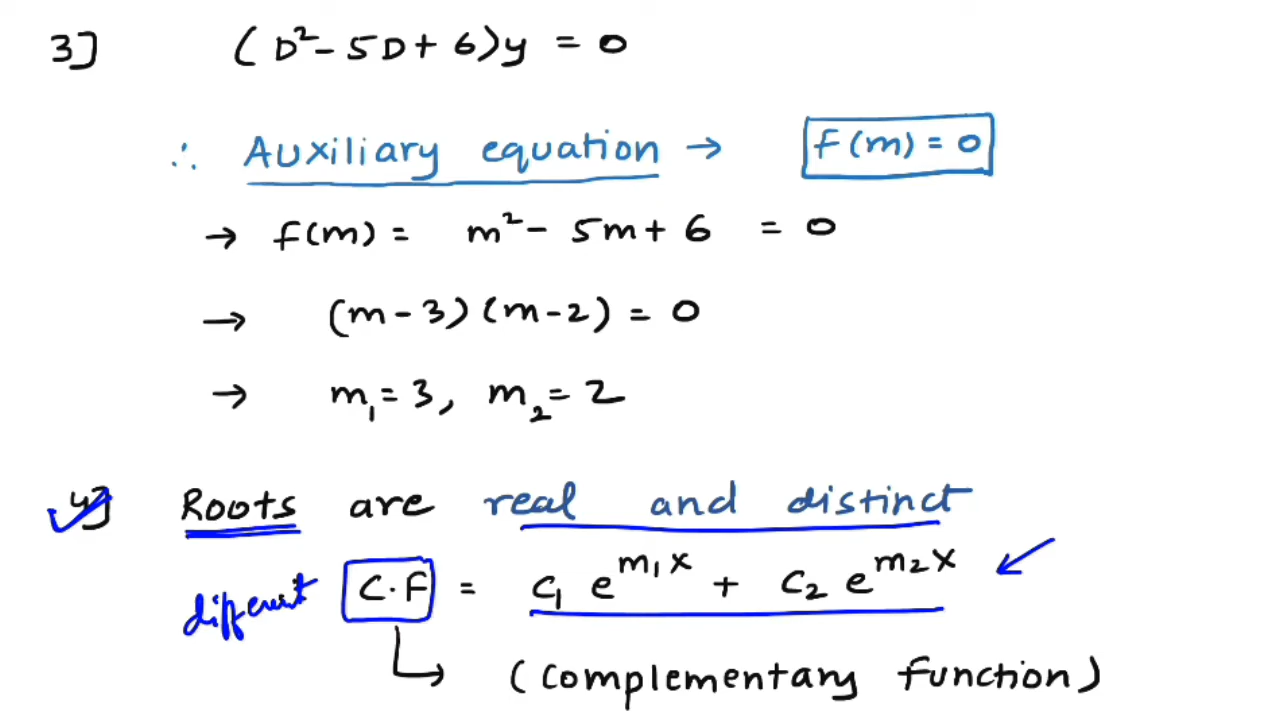 3] (D²- 5D + 6)y = 0
∴ Auxiliary equation → f(m) = 0
→ f(m) = m² - 5m + 6 = 0
→ (m - 3) (m - 2) = 0
→ m₁ = 3, m₂ = 2
4] Roots are real and distinct
different C.F = c₁ e^{m₁x} + c₂ e^{m₂x}
(complementary function)